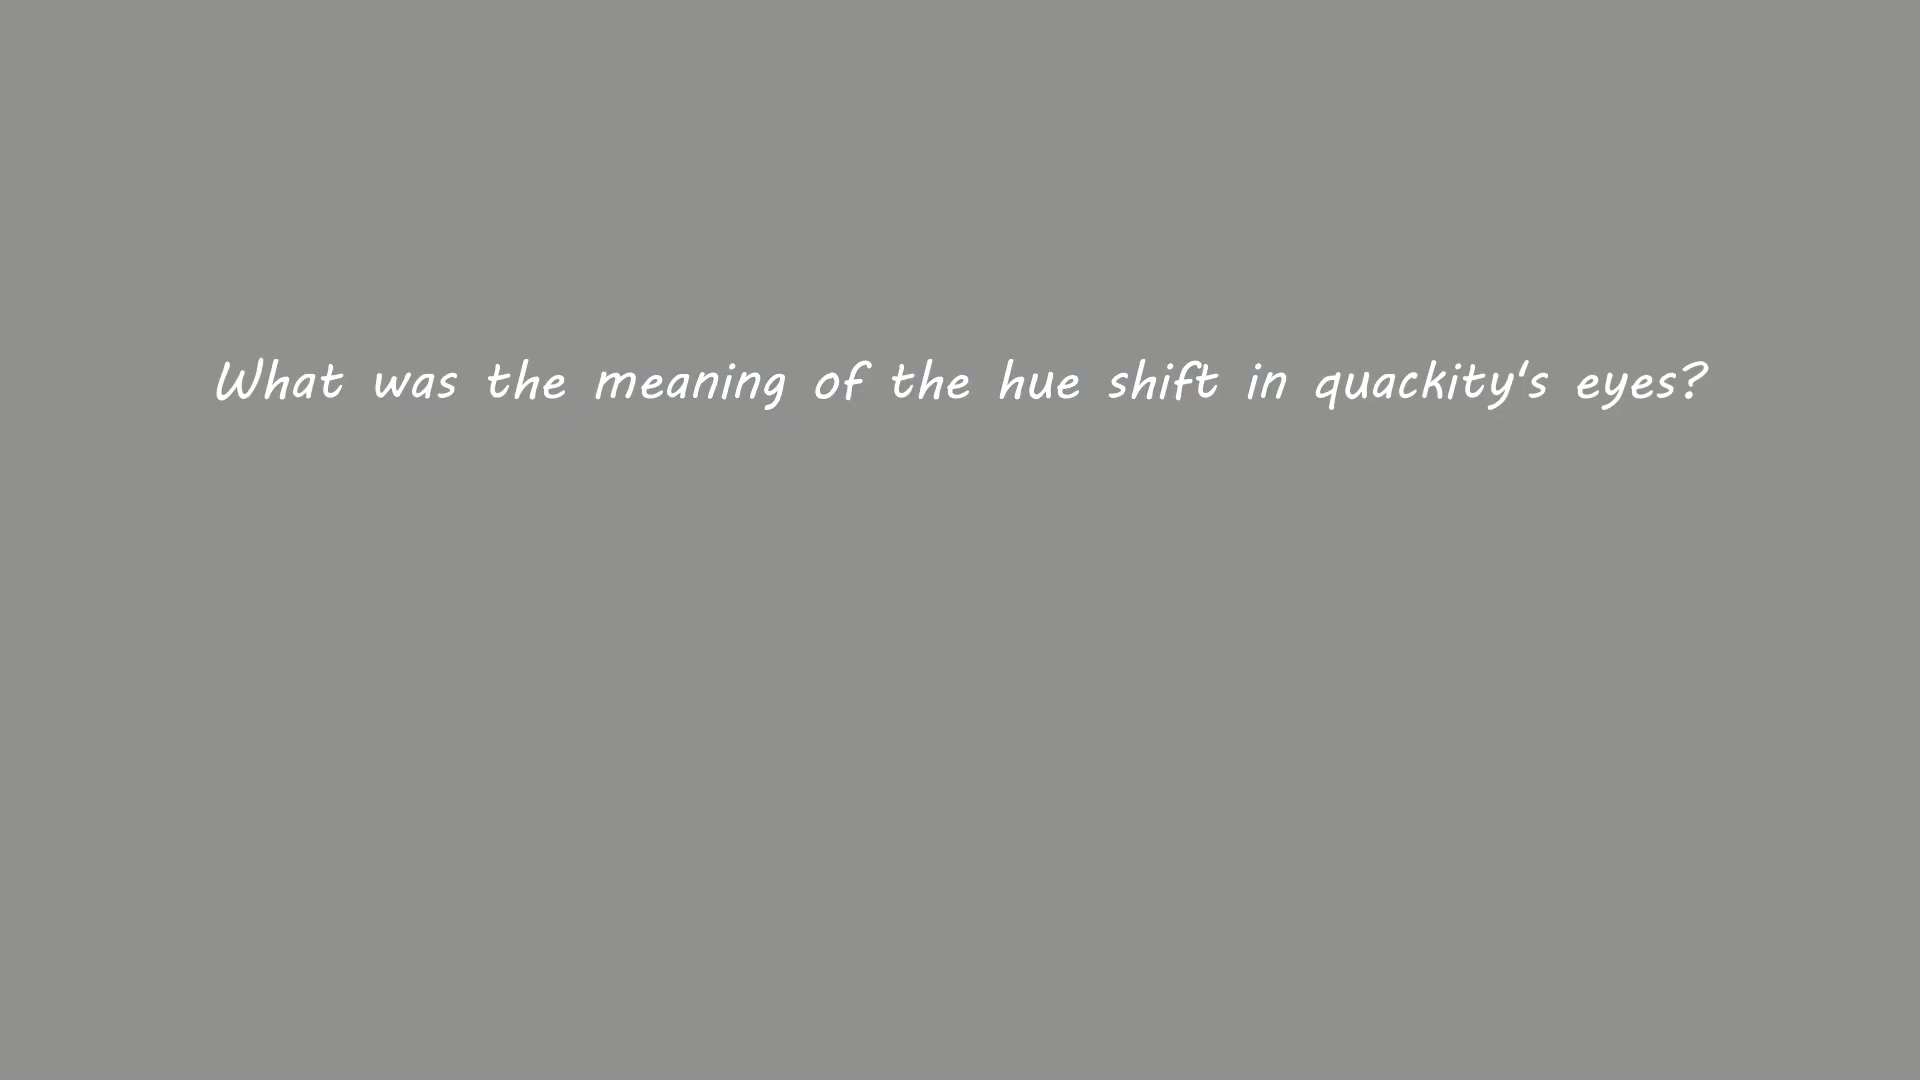 What was the meaning of the hue shift in quackity's eyes?